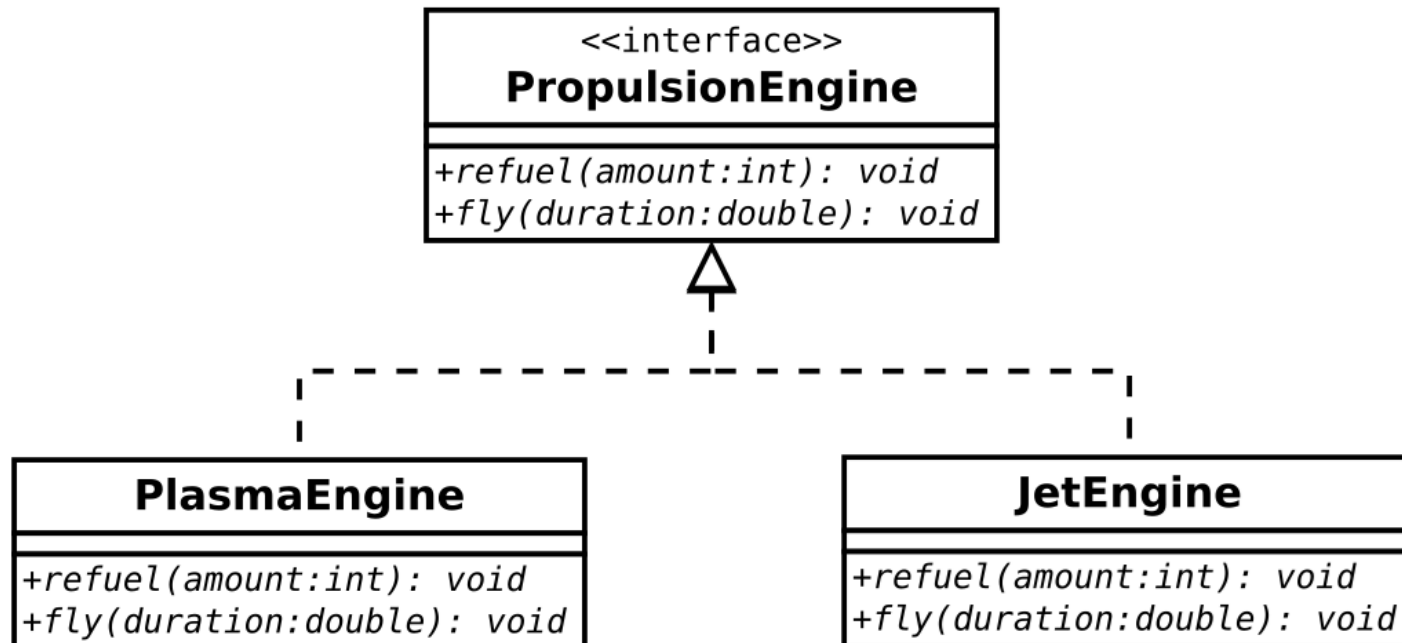 <<interface>>
PropulsionEngine
+refuel(amount:int): void
+fly(duration:double): void
PlasmaEngine
+refuel(amount:int): void
+fly(duration:double): void
JetEngine
+refuel(amount:int): void
+fly(duration:double): void